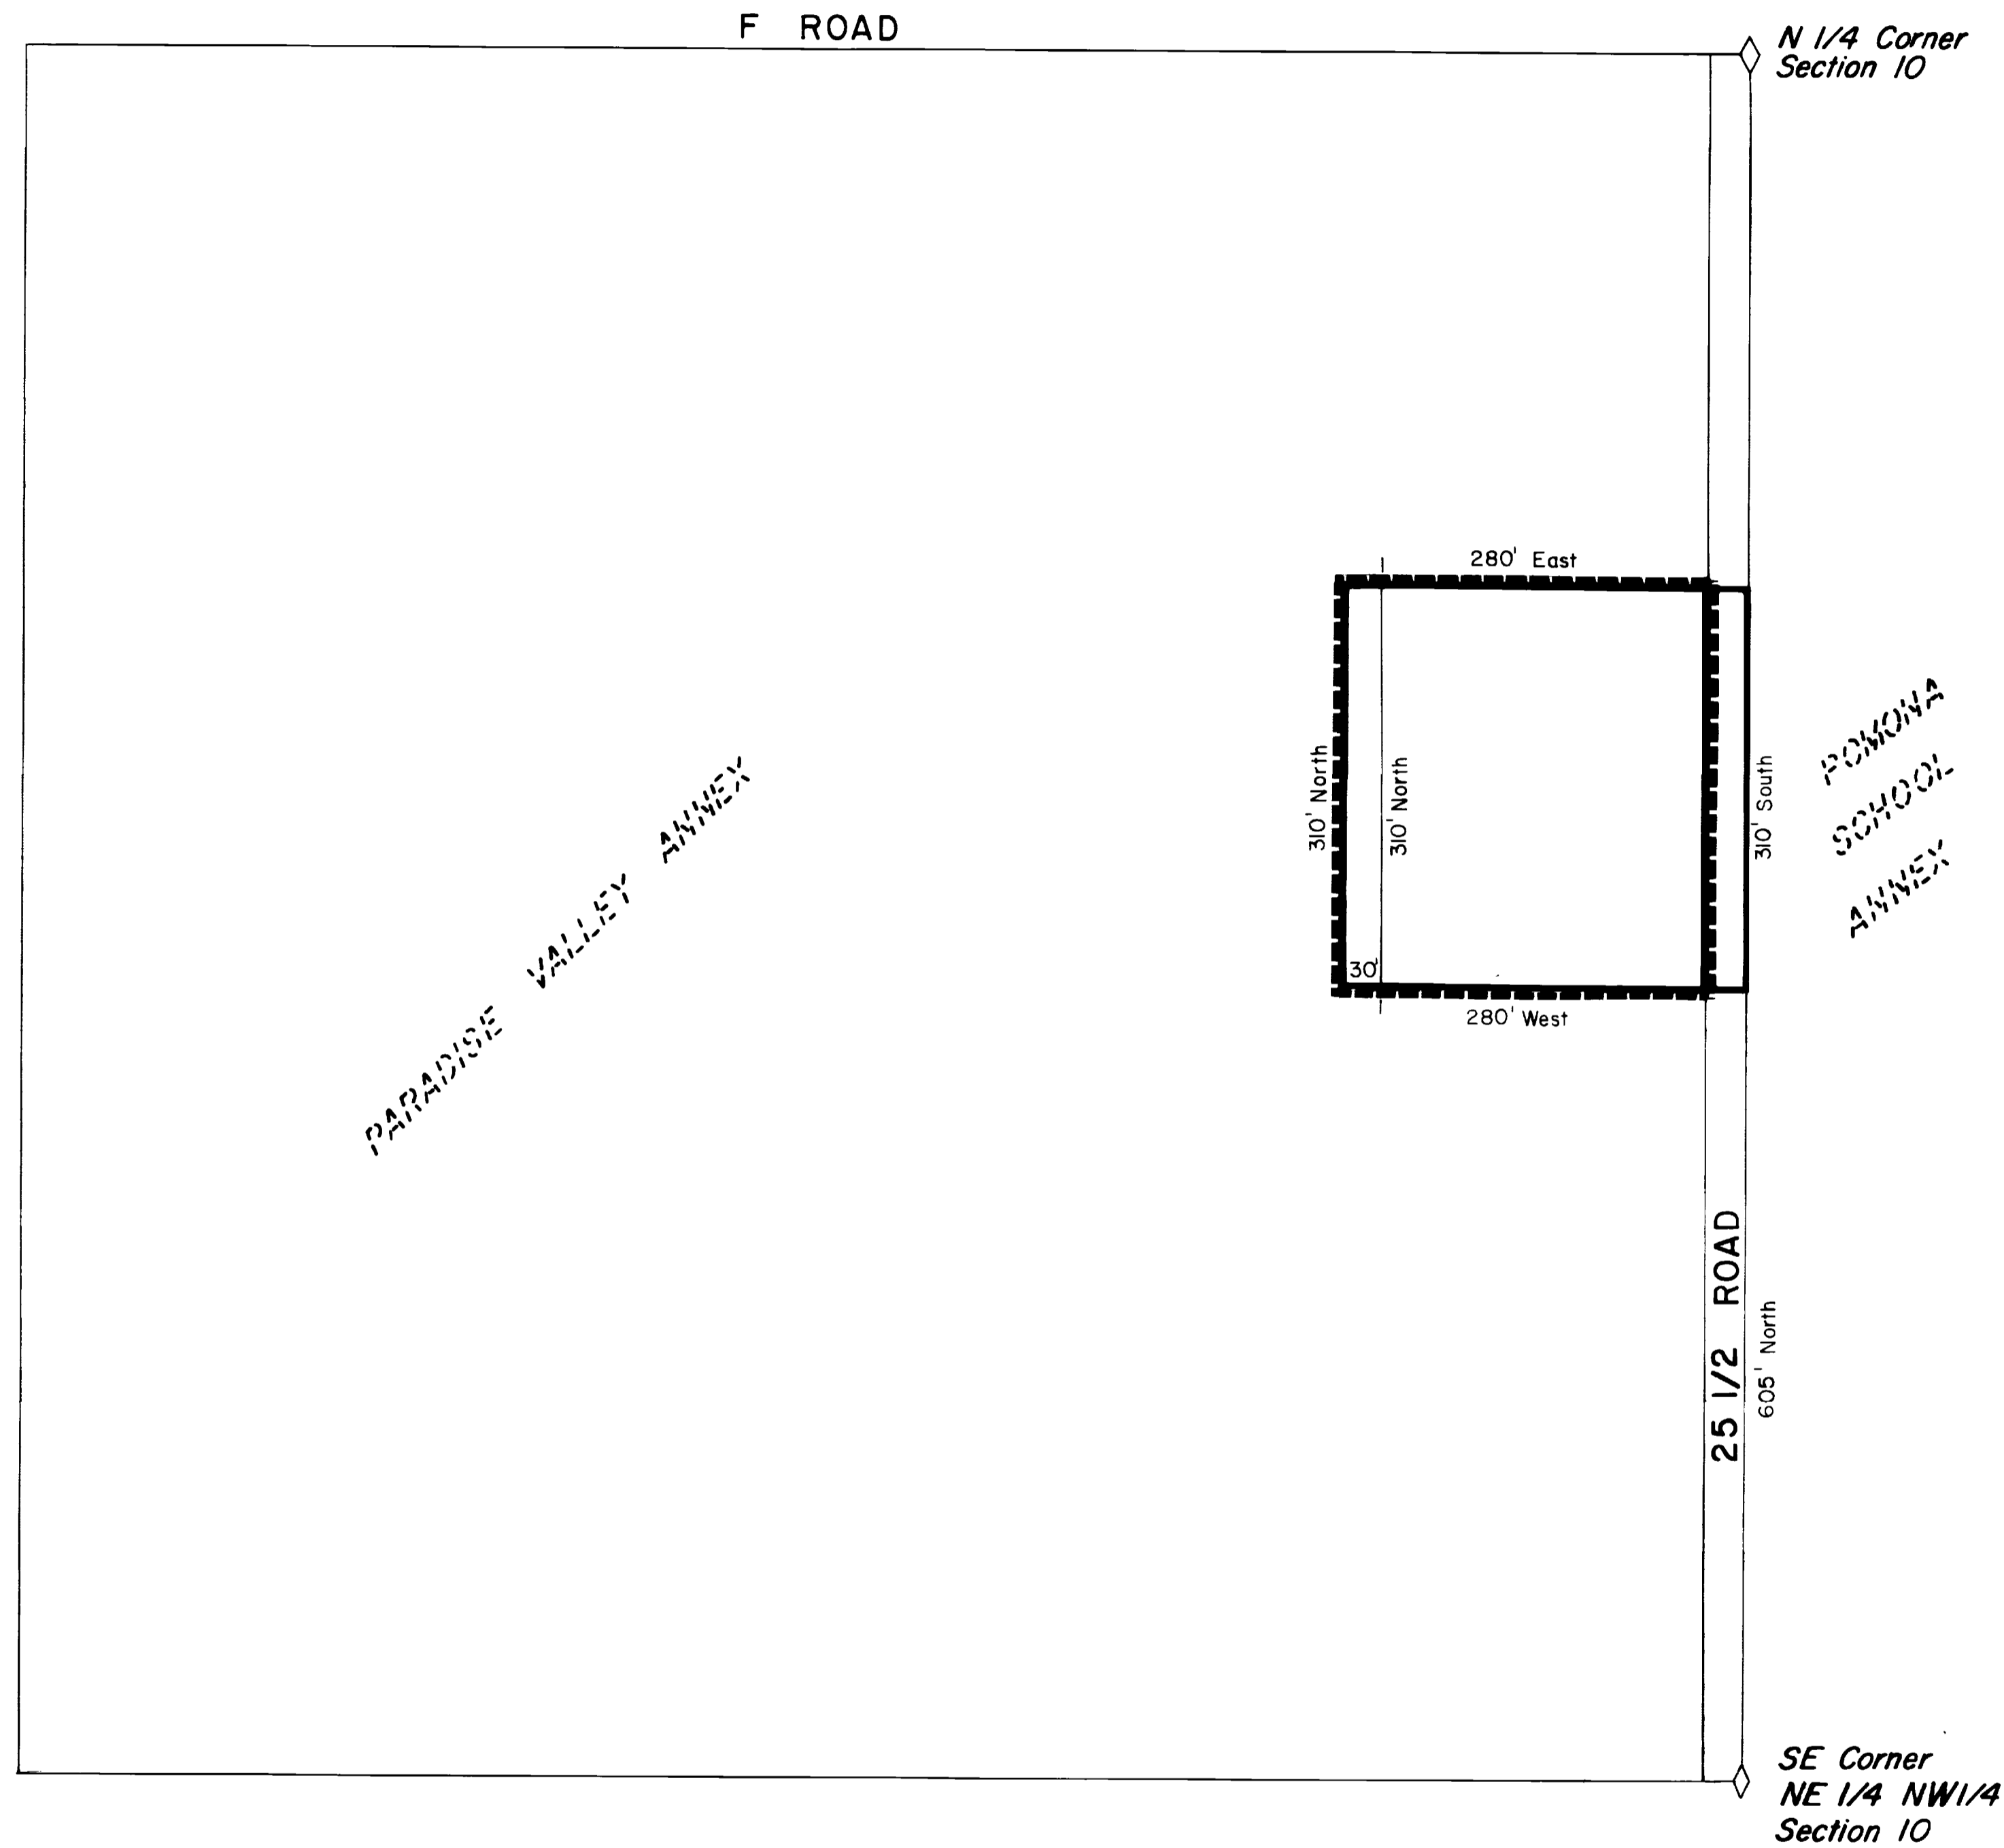 F ROAD
N 1/4 Corner
Section 10
280' East
310' North
310' North
310' South
30'
280' West
PARADISE VALLEY ANNEX
POMONA
SCHOOL
ANNEX
25 1/2 ROAD
605' North
SE Corner
NE 1/4 NW1/4
Section 10